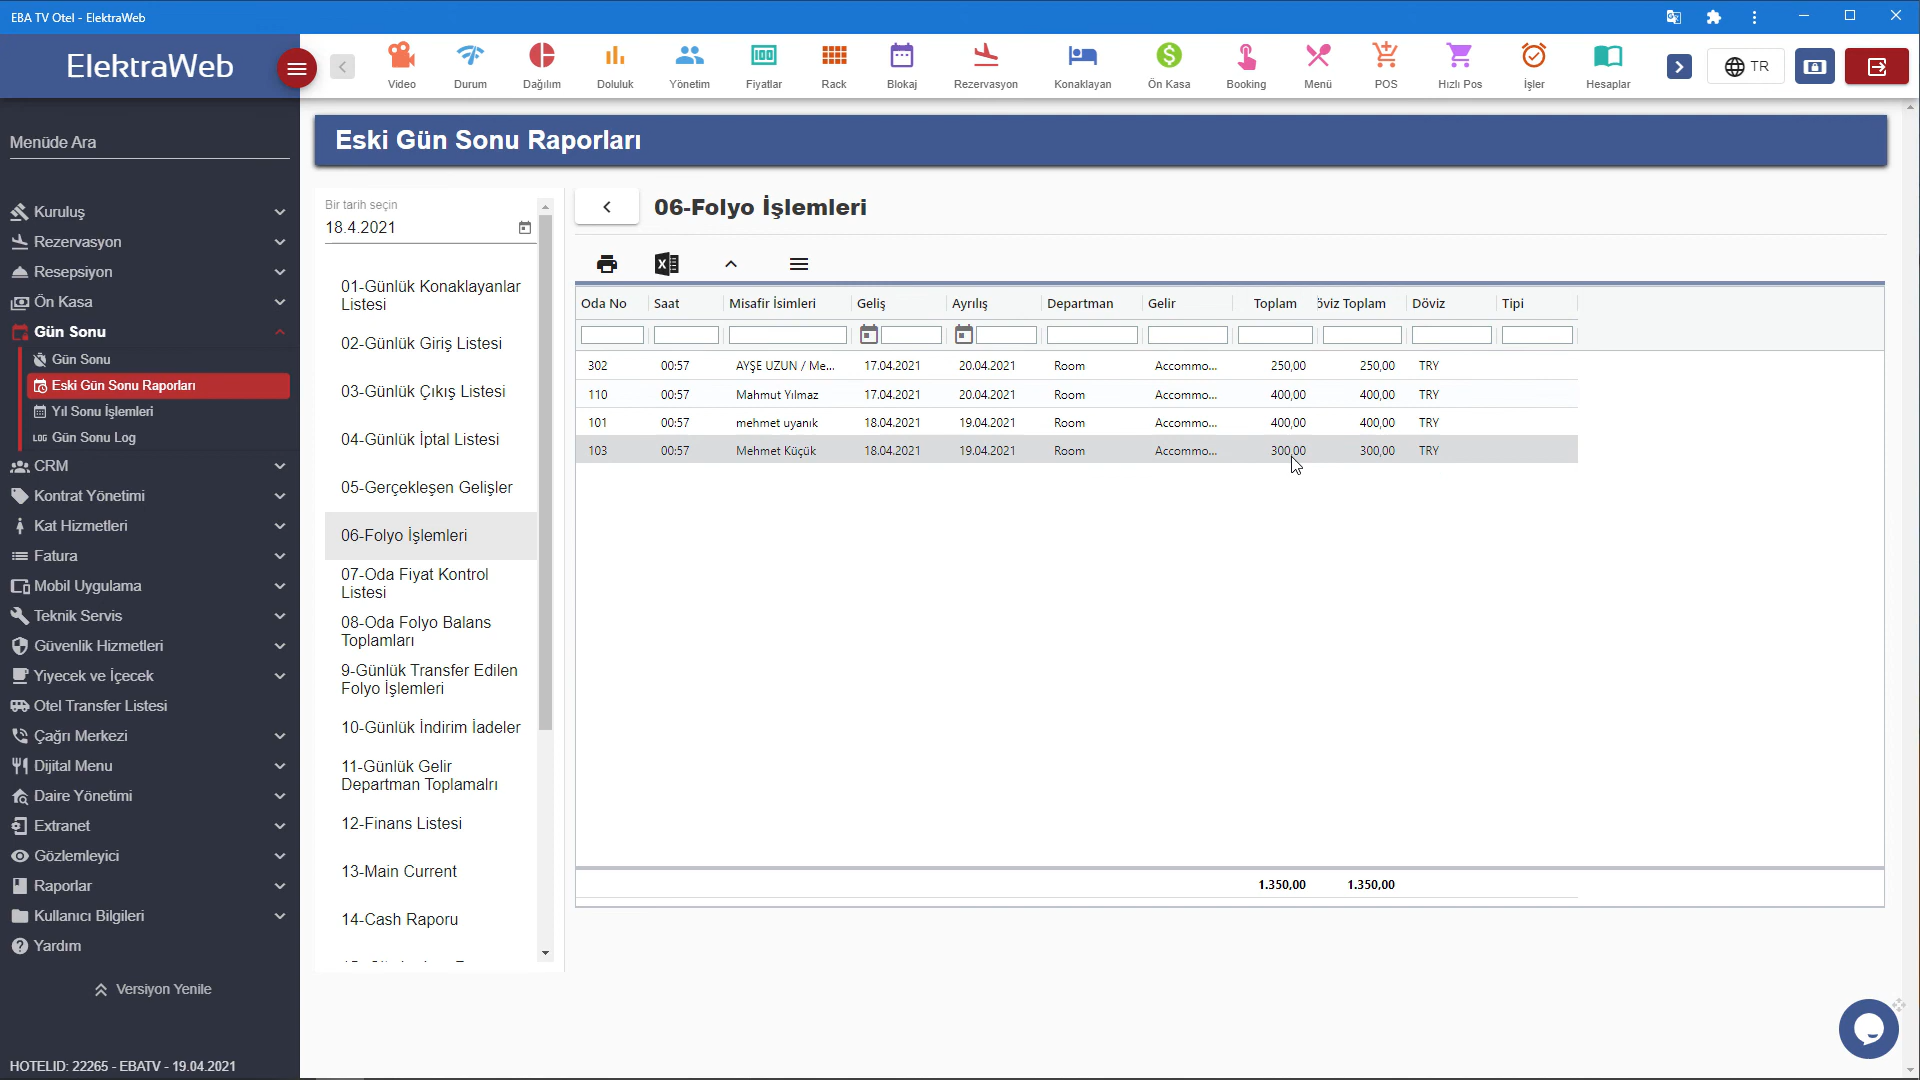 EBA TV Otel - ElektraWeb
ElektraWeb
Video
Durum
Dağılım
Doluluk
Yönetim
Fiyatlar
Rack
Blokaj
Rezervasyon
Konaklayan
Ön Kasa
Booking
Menü
POS
Hızlı Pos
İşler
Hesaplar
TR
Menüde Ara
Kuruluş
Rezervasyon
Resepsiyon
Ön Kasa
Gün Sonu
Gün Sonu
Eski Gün Sonu Raporları
Yıl Sonu İşlemleri
LOG Gün Sonu Log
CRM
Kontrat Yönetimi
Kat Hizmetleri
Fatura
Mobil Uygulama
Teknik Servis
Güvenlik Hizmetleri
Yiyecek ve İçecek
Otel Transfer Listesi
Çağrı Merkezi
Dijital Menu
Daire Yönetimi
Extranet
Gözlemleyici
Raporlar
Kullanıcı Bilgileri
Yardım
Versiyon Yenile
HOTELID: 22265 - EBATV - 19.04.2021
Eski Gün Sonu Raporları
Bir tarih seçin
18.4.2021
01-Günlük Konaklayanlar
Listesi
02-Günlük Giriş Listesi
03-Günlük Çıkış Listesi
04-Günlük İptal Listesi
05-Gerçekleşen Gelişler
06-Folyo İşlemleri
07-Oda Fiyat Kontrol
Listesi
08-Oda Folyo Balans
Toplamları
9-Günlük Transfer Edilen
Folyo İşlemleri
10-Günlük İndirim İadeler
11-Günlük Gelir
Departman Toplamalrı
12-Finans Listesi
13-Main Current
14-Cash Raporu
06-Folyo İşlemleri
Oda No Saat Misafir İsimleri Geliş Ayrılış Departman Gelir Toplam öviz Toplam Döviz Tipi
302 00:57 AYŞE UZUN / Me... 17.04.2021 20.04.2021 Room Accommo... 250,00 250,00 TRY
110 00:57 Mahmut Yılmaz 17.04.2021 20.04.2021 Room Accommo... 400,00 400,00 TRY
101 00:57 mehmet uyanık 18.04.2021 19.04.2021 Room Accommo... 400,00 400,00 TRY
103 00:57 Mehmet Küçük 18.04.2021 19.04.2021 Room Accommo... 300,00 300,00 TRY
1.350,00 1.350,00